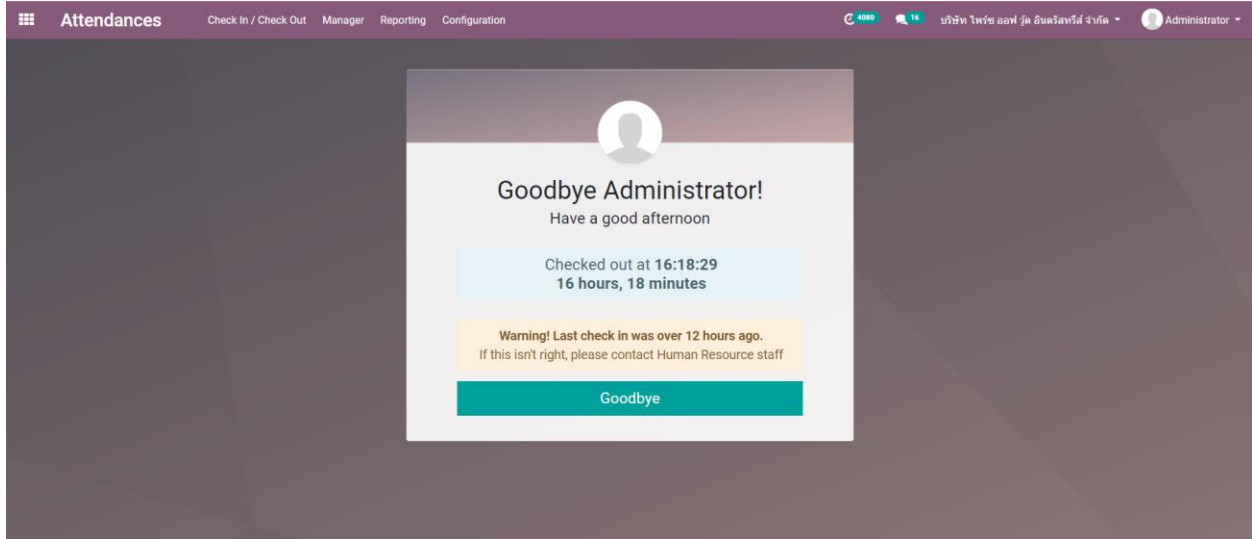 Attendances Check In / Check Out Manager Reporting Configuration 4080 16 บริษัท ไพร์ซ ออฟ วู้ด อินดรัสทรีส์ จำกัด Administrator
Goodbye Administrator!
Have a good afternoon
Checked out at 16:18:29
16 hours, 18 minutes
Warning! Last check in was over 12 hours ago.
If this isn't right, please contact Human Resource staff
Goodbye